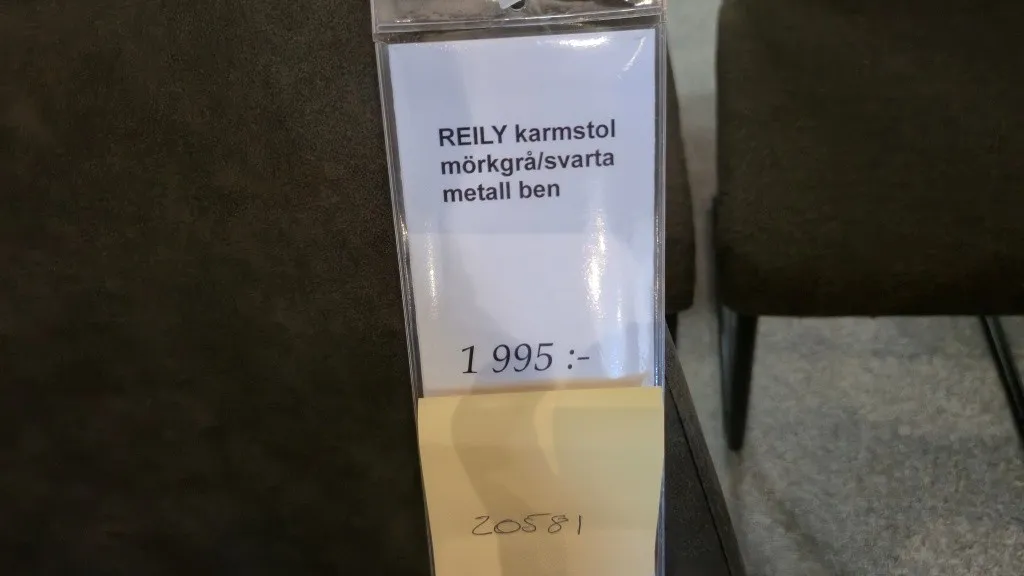 REILY karmstol
mörkgrå/svarta
metall ben
1 995 :-
20581